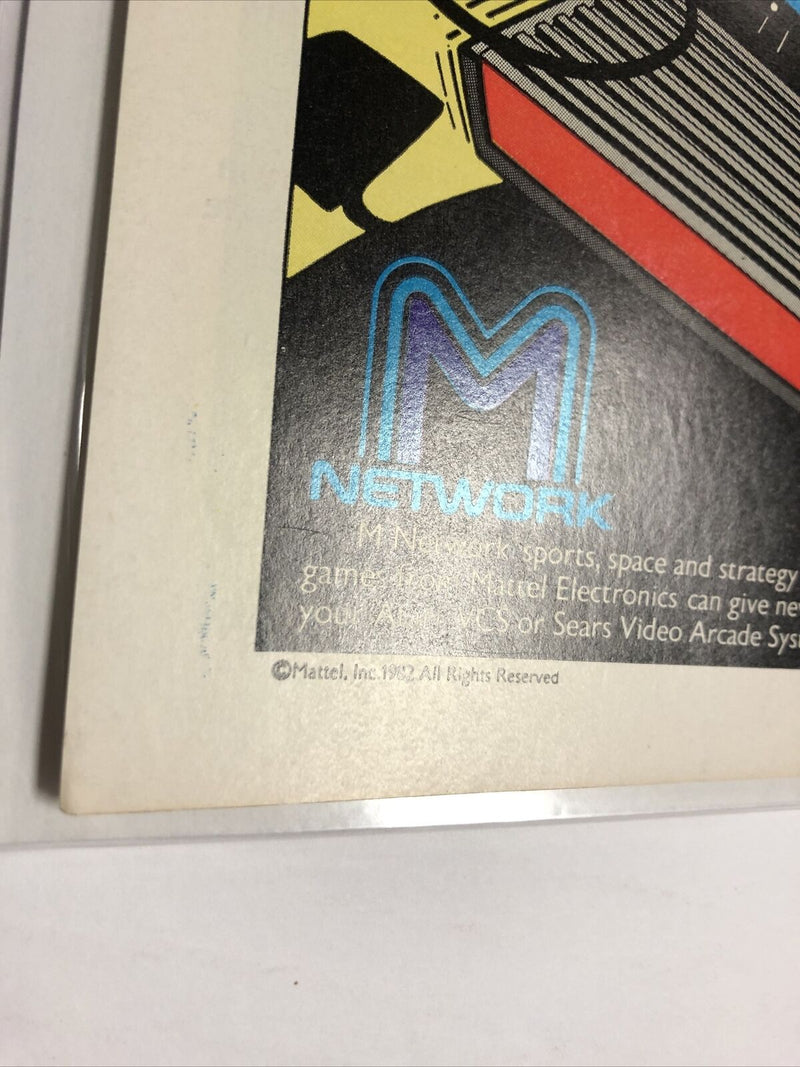 M
NETWORK
M Network sports, space and strategy
games from Mattel Electronics can give ne
your Atari VCS or Sears Video Arcade Sys
©Mattel, Inc.1982 All Rights Reserved